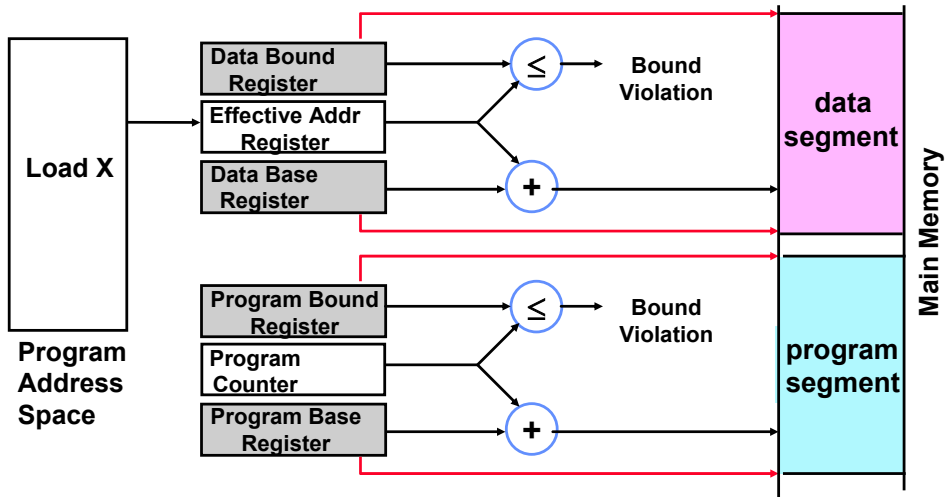 Load X
Program
Address
Space
Data Bound
Register
Effective Addr
Register
Data Base
Register
≤
+
Bound
Violation
Program Bound
Register
Program
Counter
Program Base
Register
≤
+
Bound
Violation
data
segment
program
segment
Main Memory